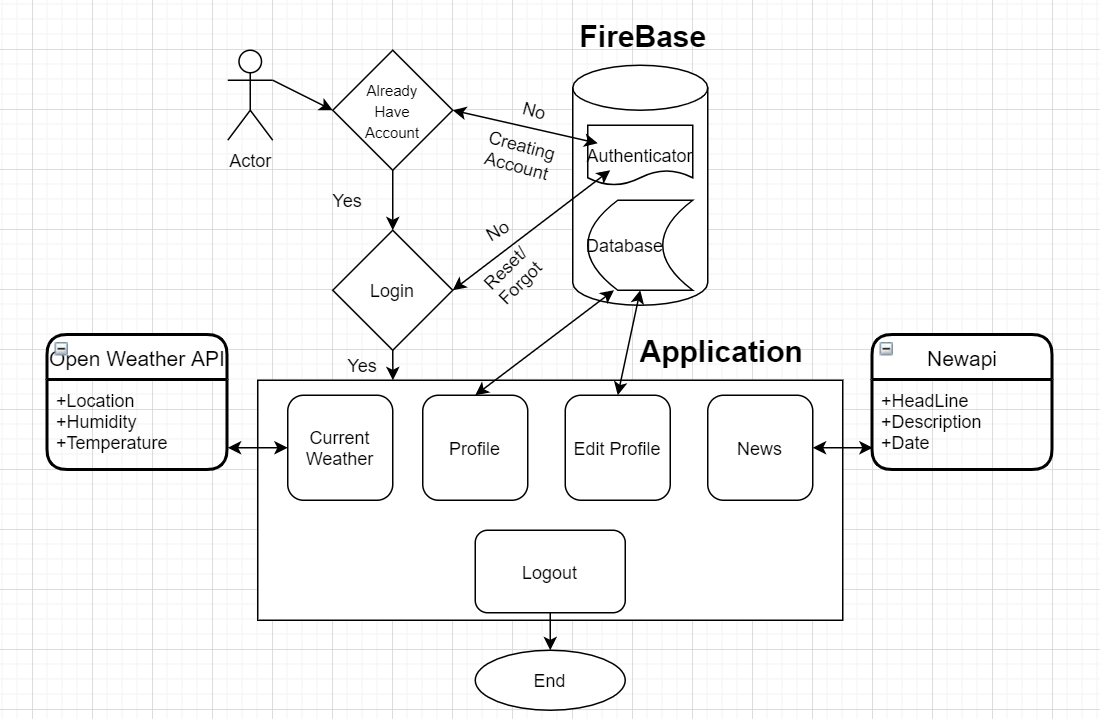 FireBase
Already
Have
Account
No
Creating
Account
Authenticator
Actor
Yes
No
Reset/
Forgot
Database
Login
Yes
Application
Open Weather API
+Location
+Humidity
+Temperature
Newapi
+HeadLine
+Description
+Date
Current
Weather
Profile
Edit Profile
News
Logout
End